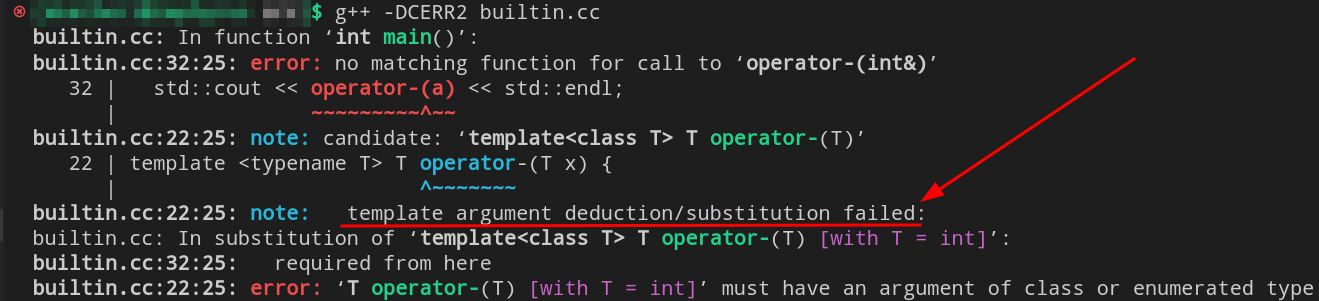 $ g++ -DCERR2 builtin.cc
builtin.cc: In function ‘int main()’:
builtin.cc:32:25: error: no matching function for call to ‘operator-(int&)’
32 | std::cout << operator-(a) << std::endl;
| ~~~~~~~~~^~~
builtin.cc:22:25: note: candidate: ‘template<class T> T operator-(T)’
22 | template <typename T> T operator-(T x) {
| ^~~~~~~~
builtin.cc:22:25: note: template argument deduction/substitution failed:
builtin.cc: In substitution of ‘template<class T> T operator-(T) [with T = int]’:
builtin.cc:32:25: required from here
builtin.cc:22:25: error: ‘T operator-(T) [with T = int]’ must have an argument of class or enumerated type